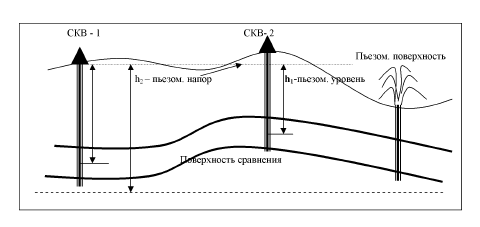 СКВ - 1
СКВ- 2
Пьезом. поверхность
h₂ – пьезом. напор
h₁-пьезом. уровень
Поверхность сравнения